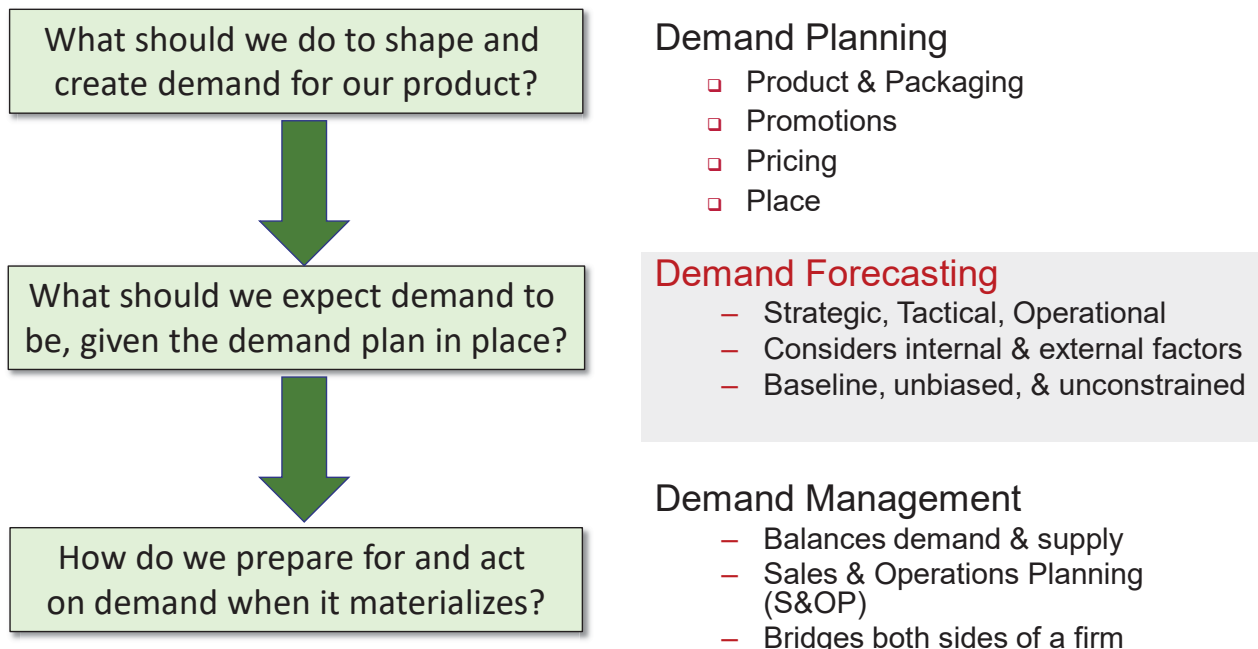 What should we do to shape and
create demand for our product?
Demand Planning
Product & Packaging
Promotions
Pricing
Place
What should we expect demand to
be, given the demand plan in place?
Demand Forecasting
– Strategic, Tactical, Operational
– Considers internal & external factors
– Baseline, unbiased, & unconstrained
How do we prepare for and act
on demand when it materializes?
Demand Management
– Balances demand & supply
– Sales & Operations Planning
(S&OP)
– Bridges both sides of a firm